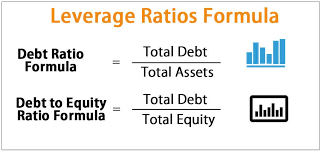 Leverage Ratios Formula
Debt Ratio
Formula
=
Total Debt
Total Assets
Debt to Equity
Ratio Formula
=
Total Debt
Total Equity